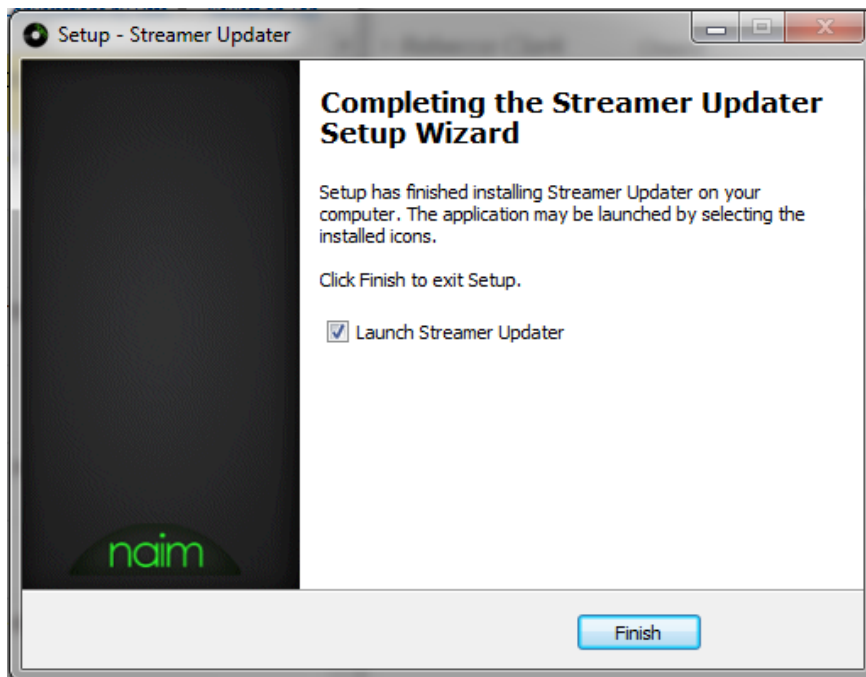 Setup - Streamer Updater
Completing the Streamer Updater
Setup Wizard
Setup has finished installing Streamer Updater on your
computer. The application may be launched by selecting the
installed icons.
Click Finish to exit Setup.
Launch Streamer Updater
naim
Finish